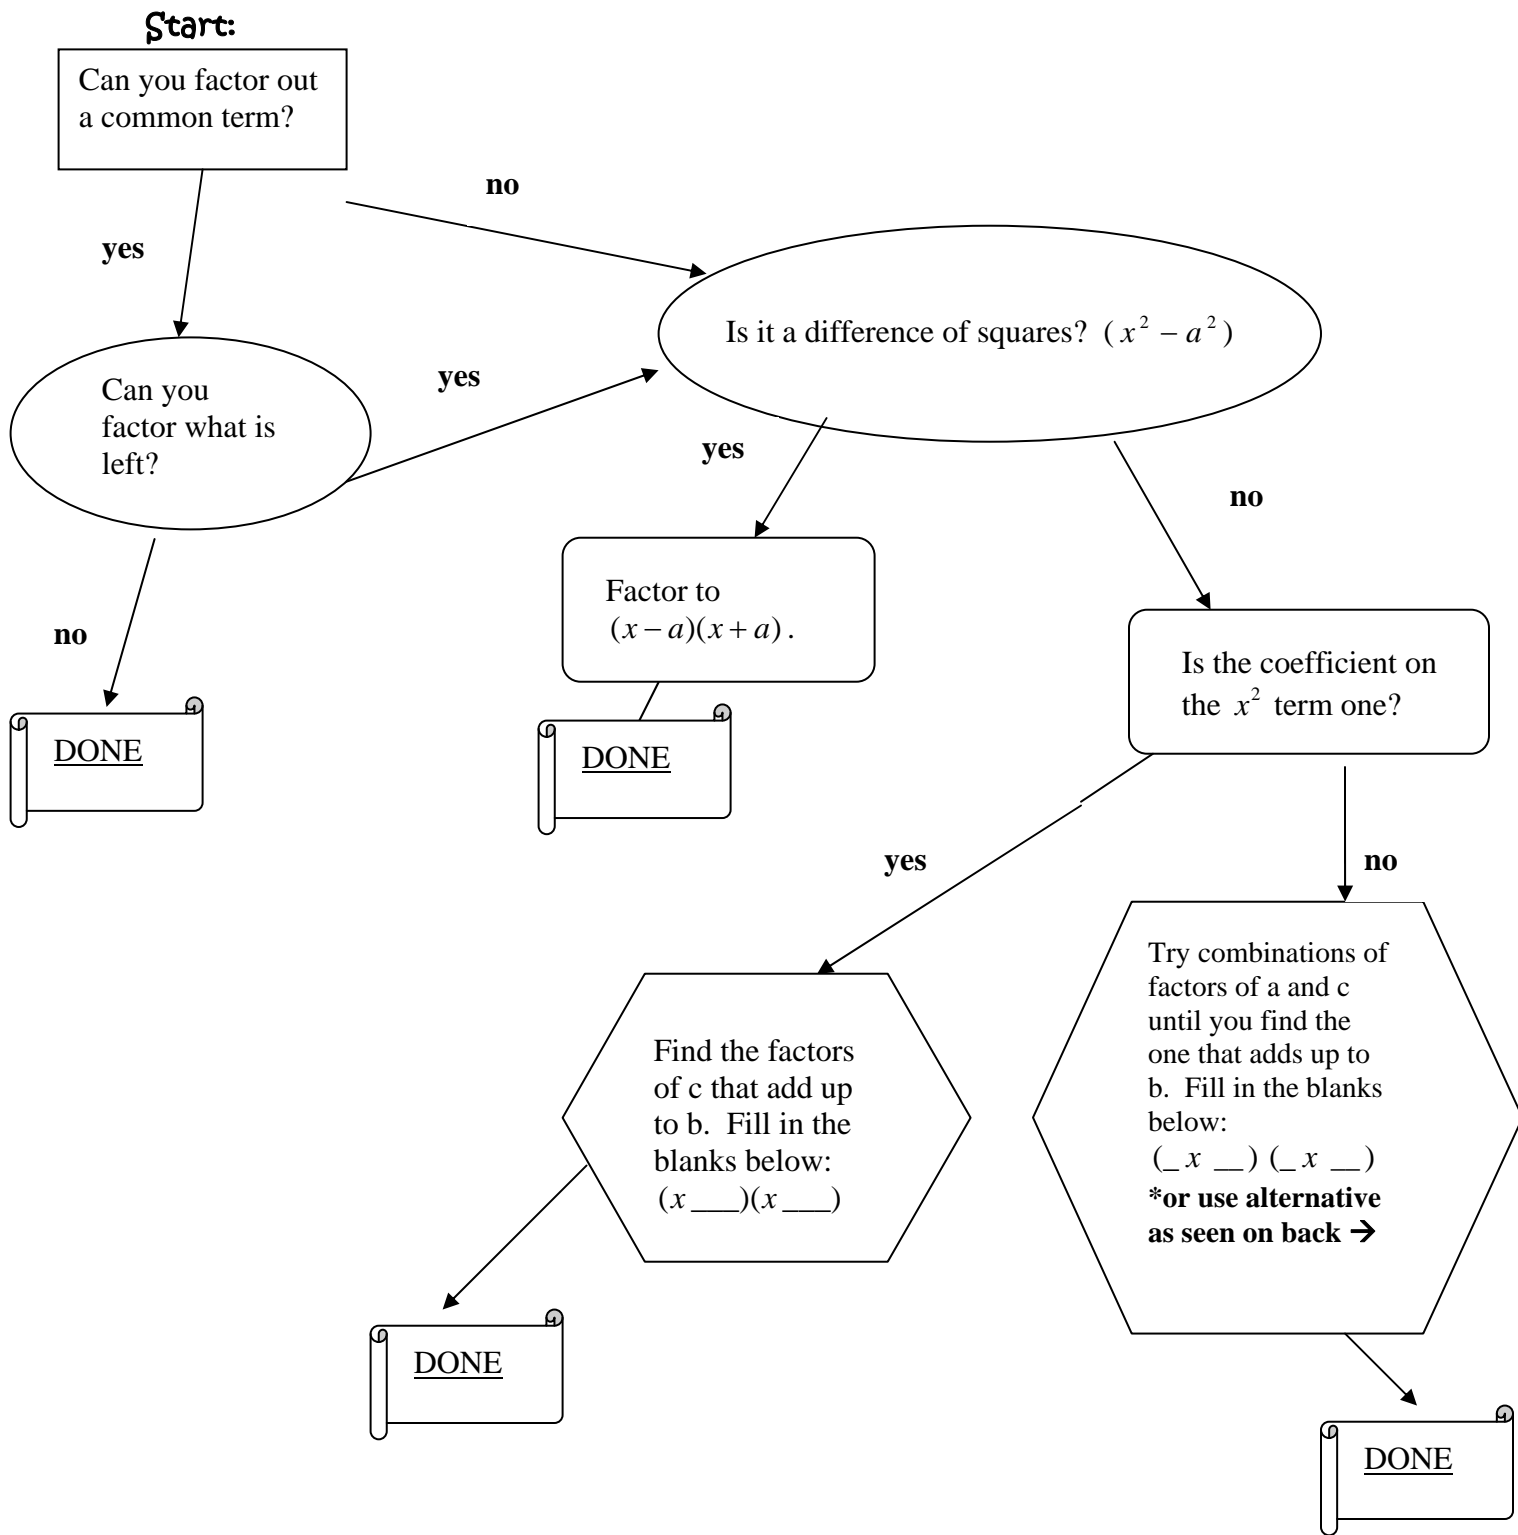 Start:
Can you factor out
a common term?
no
yes
Is it a difference of squares? (x² − a²)
Can you
factor what is
left?
yes
yes
no
no
Factor to
(x − a)(x + a).
Is the coefficient on
the x² term one?
DONE
DONE
yes
no
Find the factors
of c that add up
to b. Fill in the
blanks below:
(x ___)(x ___)
Try combinations of
factors of a and c
until you find the
one that adds up to
b. Fill in the blanks
below:
(_ x __) (_ x __)
*or use alternative
as seen on back →
DONE
DONE